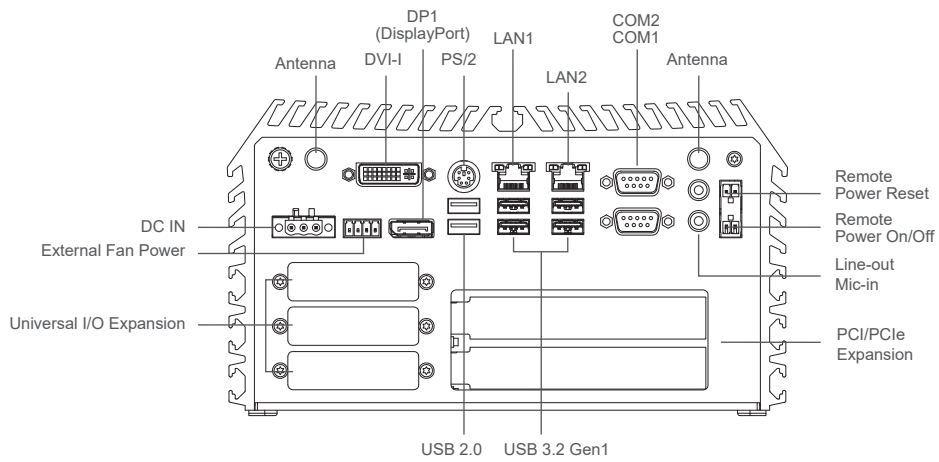 DP1
(DisplayPort)
LAN1
COM2
COM1
Antenna
DVI-I
PS/2
LAN2
Antenna
Remote
Power Reset
DC IN
Remote
Power On/Off
External Fan Power
Line-out
Mic-in
Universal I/O Expansion
PCI/PCIe
Expansion
USB 2.0
USB 3.2 Gen1